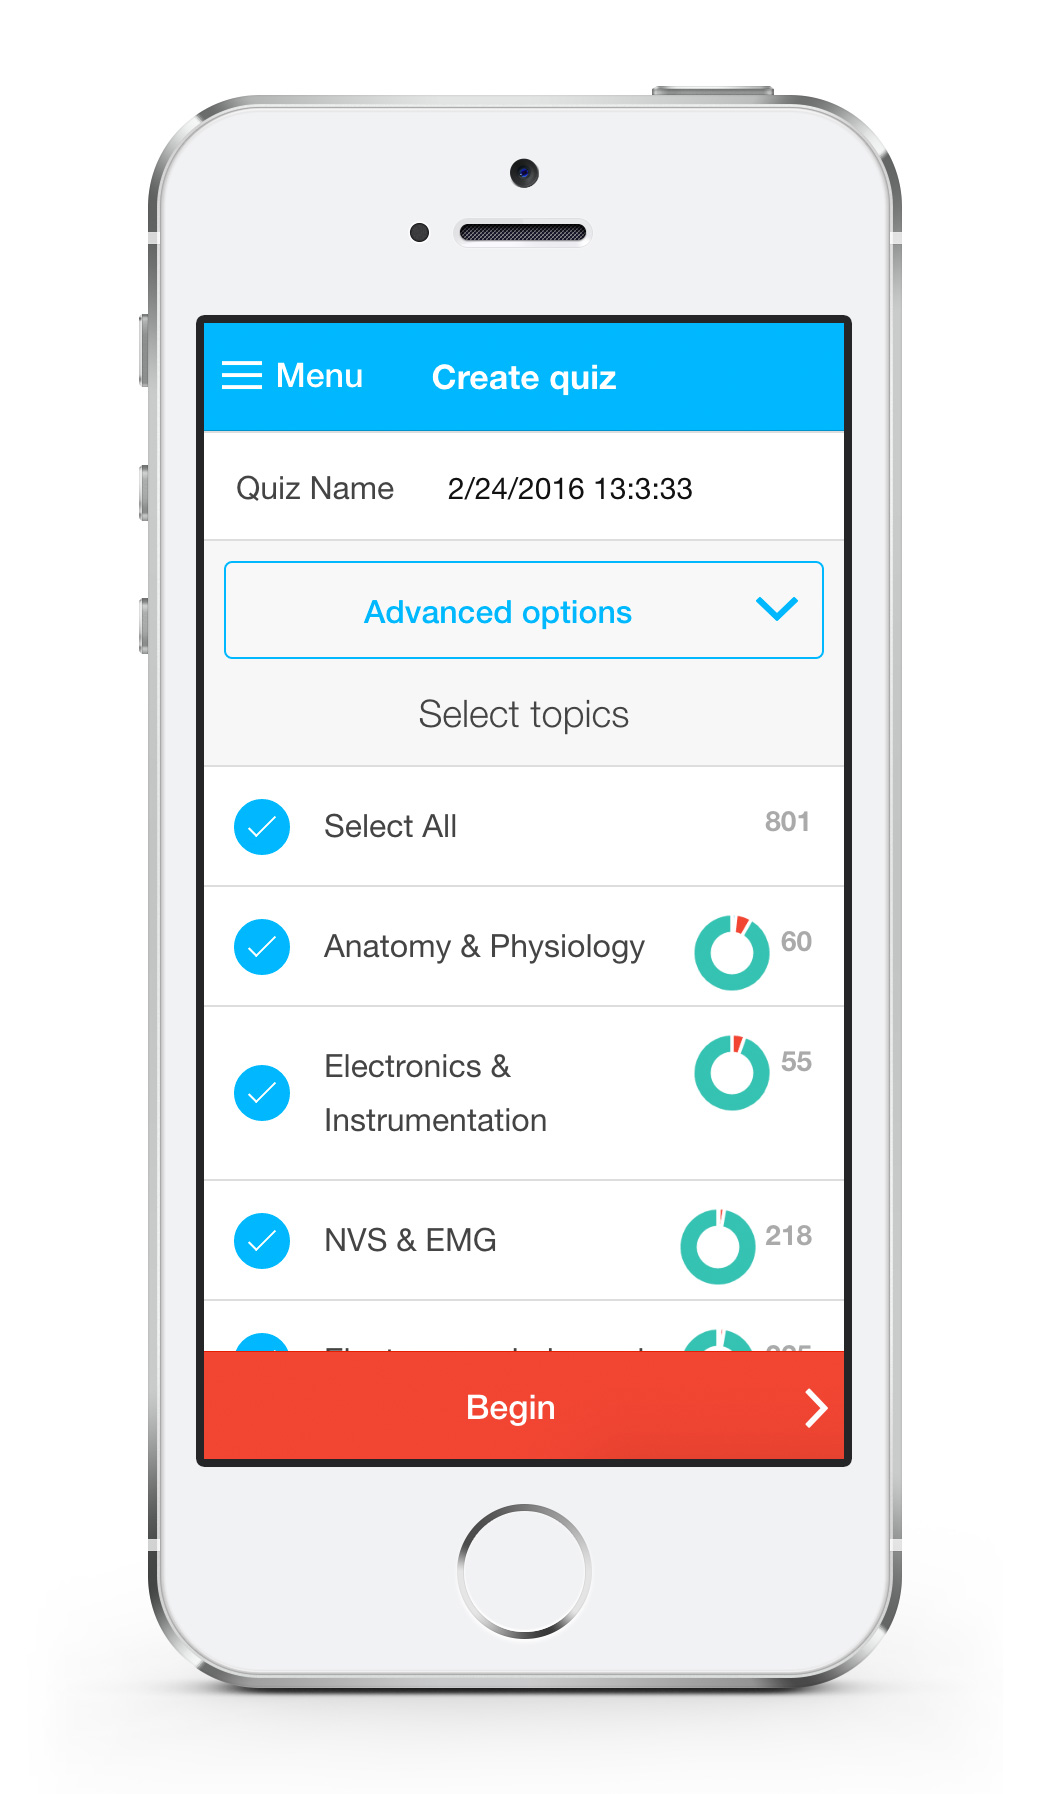 Menu
Create quiz
Quiz Name 2/24/2016 13:3:33
Advanced options
Select topics
Select All 801
Anatomy & Physiology 60
Electronics & 55
Instrumentation
NVS & EMG 218
Begin